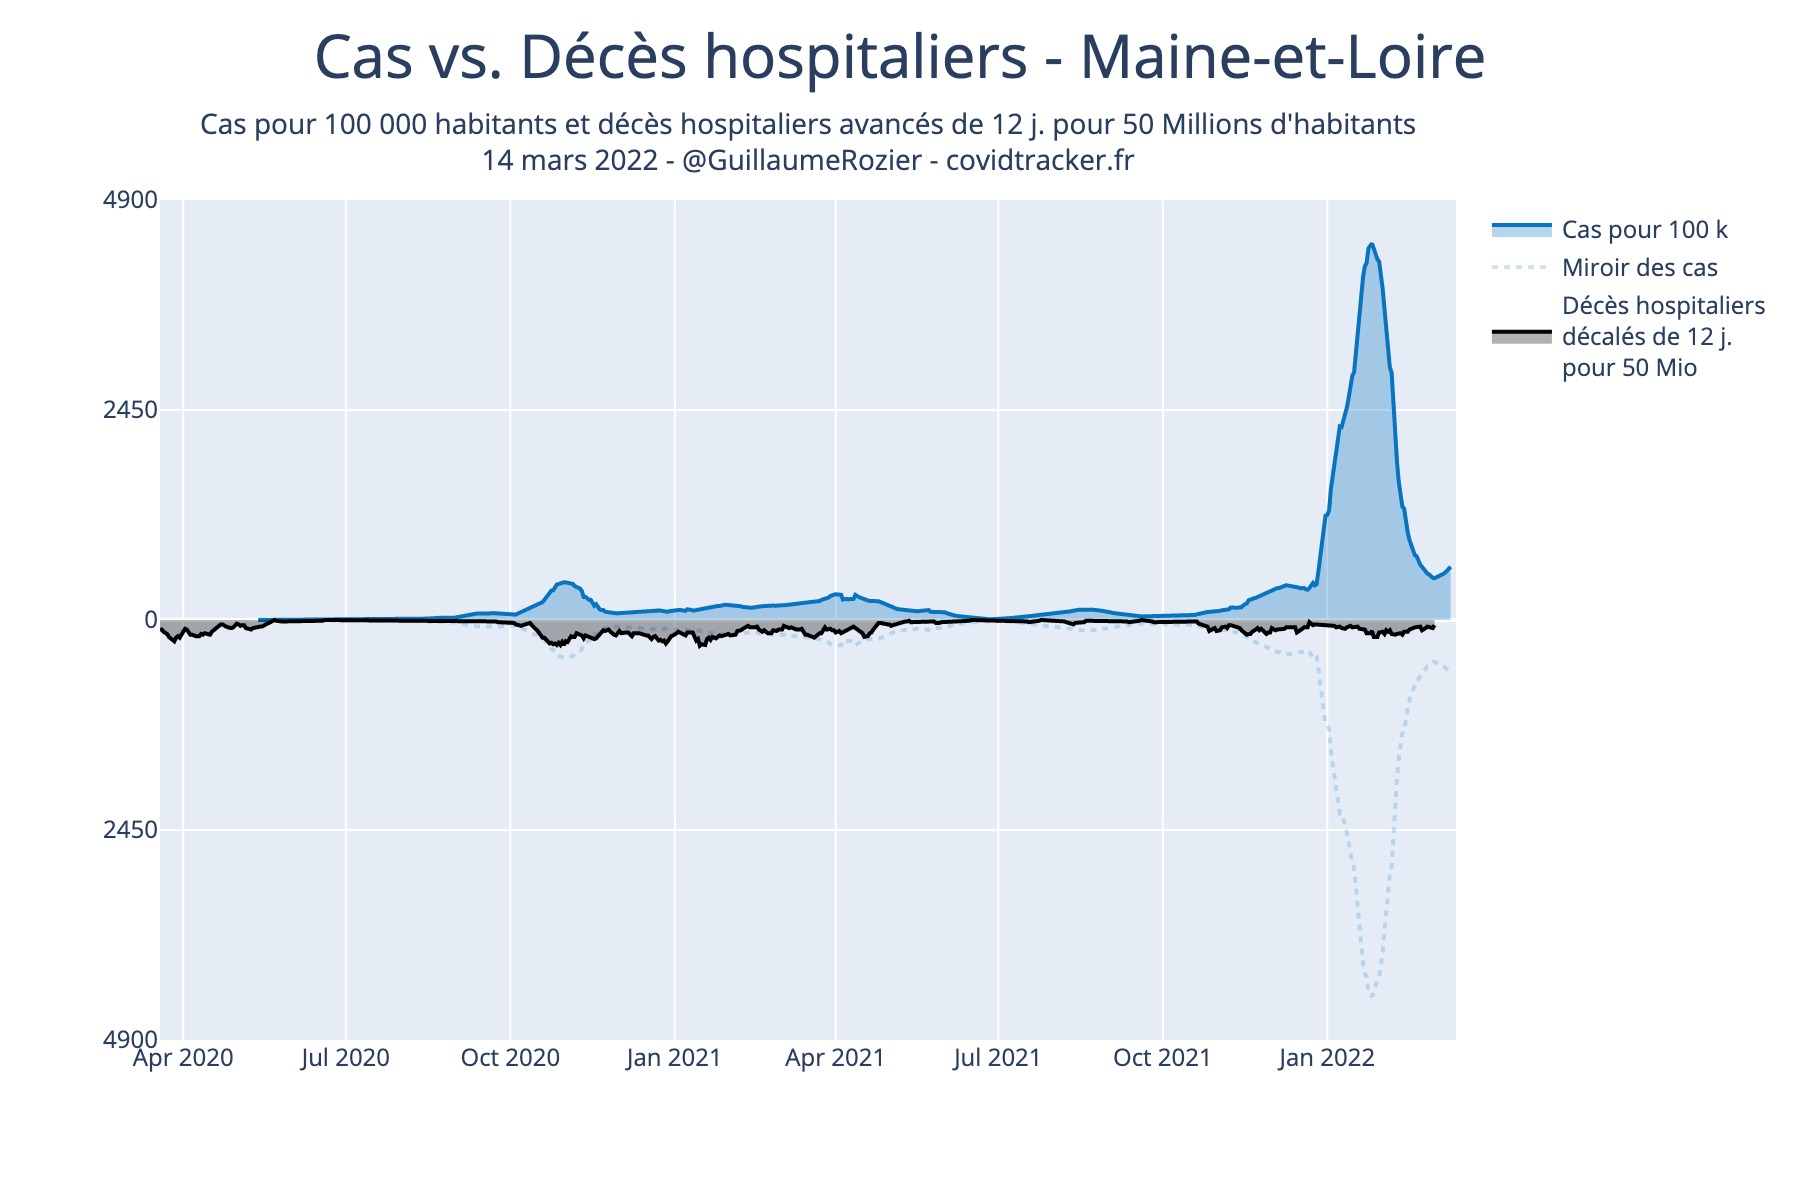 Cas vs. Décès hospitaliers - Maine-et-Loire
Cas pour 100 000 habitants et décès hospitaliers avancés de 12 j. pour 50 Millions d'habitants
14 mars 2022 - @GuillaumeRozier - covidtracker.fr
4900
2450
0
2450
4900
Apr 2020
Jul 2020
Oct 2020
Jan 2021
Apr 2021
Jul 2021
Oct 2021
Jan 2022
Cas pour 100 k
Miroir des cas
Décès hospitaliers
décalés de 12 j.
pour 50 Mio